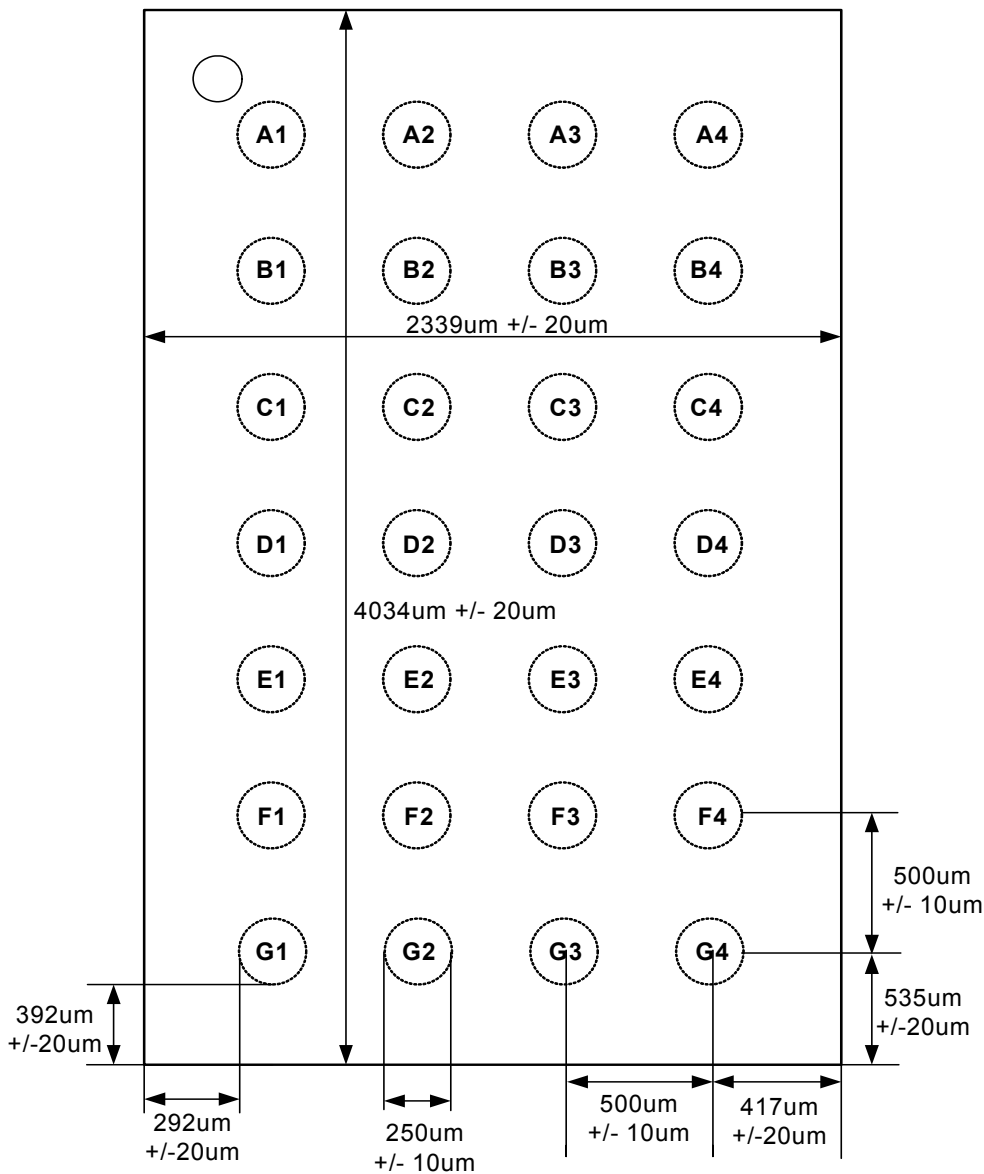 A1 A2 A3 A4
B1 B2 B3 B4
2339um +/- 20um
C1 C2 C3 C4
D1 D2 D3 D4
4034um +/- 20um
E1 E2 E3 E4
F1 F2 F3 F4
500um
+/- 10um
G1 G2 G3 G4
392um
+/-20um
535um
+/-20um
292um
+/-20um
250um
+/- 10um
500um
+/- 10um
417um
+/-20um